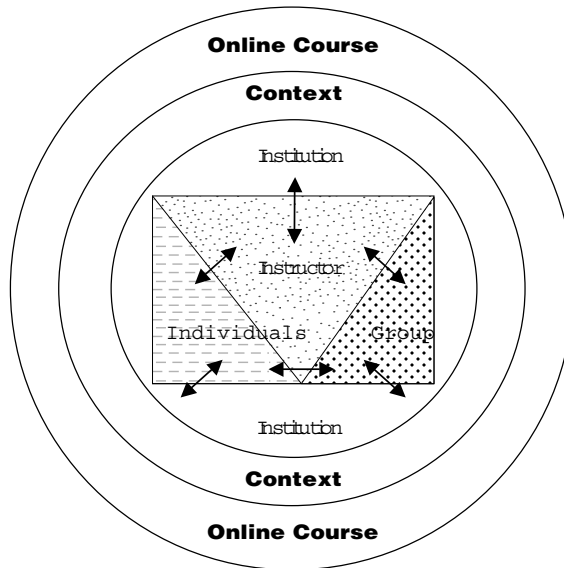 Online Course
Context
Institution
Instructor
Individuals Group
Institution
Context
Online Course